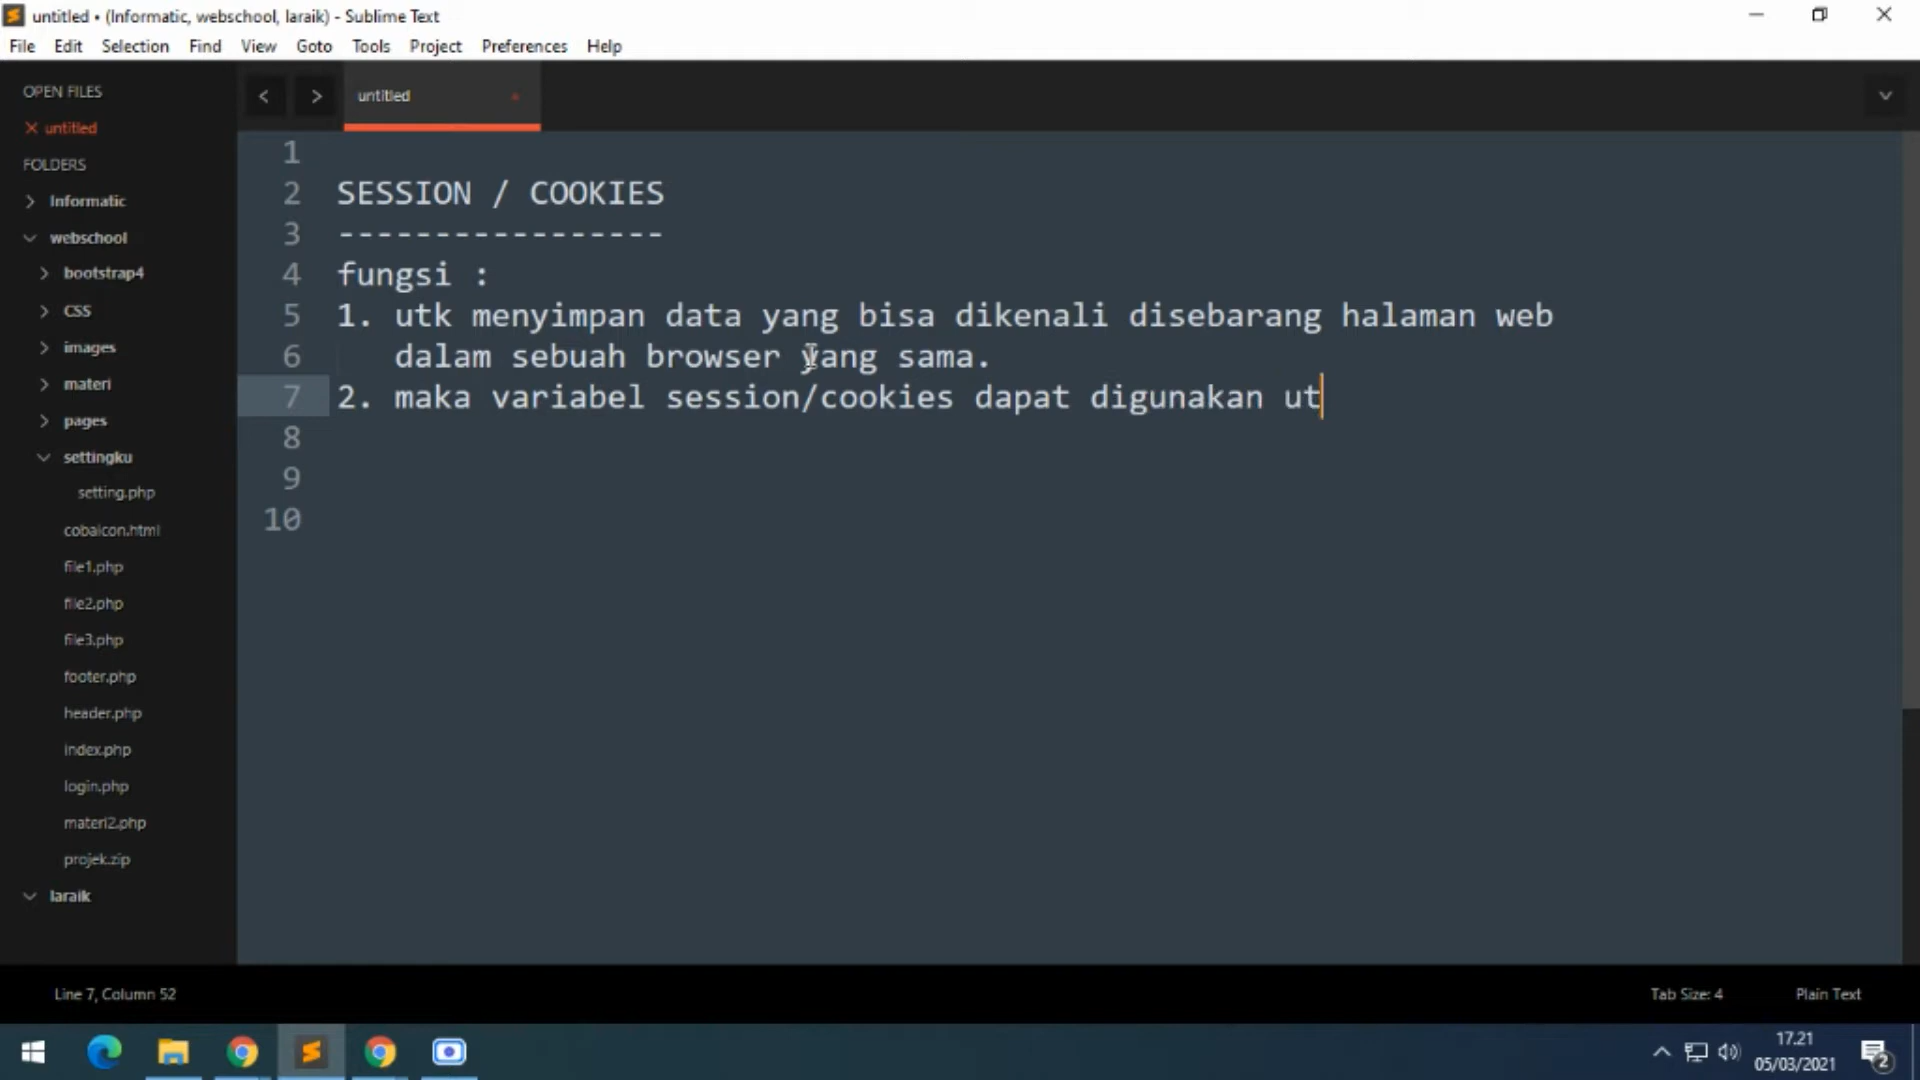 untitled • (Informatic, webschool, laraik) - Sublime Text
File Edit Selection Find View Goto Tools Project Preferences Help
OPEN FILES
untitled
FOLDERS
Informatic
webschool
bootstrap4
CSS
images
materi
pages
settingku
setting.php
cobaicon.html
file1.php
file2.php
file3.php
footer.php
header.php
index.php
login.php
materi2.php
projek.zip
laraik
untitled
1
2 SESSION / COOKIES
3 -----------------
4 fungsi :
5 1. utk menyimpan data yang bisa dikenali disebarang halaman web
6 dalam sebuah browser yang sama.
7 2. maka variabel session/cookies dapat digunakan ut
8
9
10
Line 7, Column 52
Tab Size: 4
Plain Text
17.21
05/03/2021
2